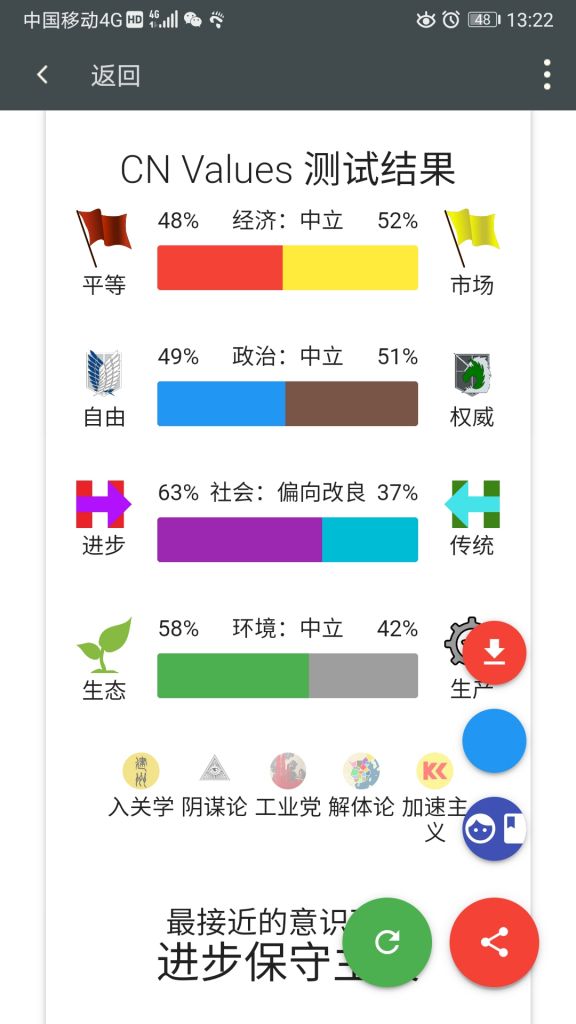 中国移动4G HD 4G 48 13:22
返回
CN Values 测试结果
48% 经济：中立 52%
平等 市场
49% 政治：中立 51%
自由 权威
63% 社会：偏向改良 37%
进步 传统
58% 环境：中立 42%
生态 生产
入关学 阴谋论 工业党 解体论 加速主
义
最接近的意识
进步保守主